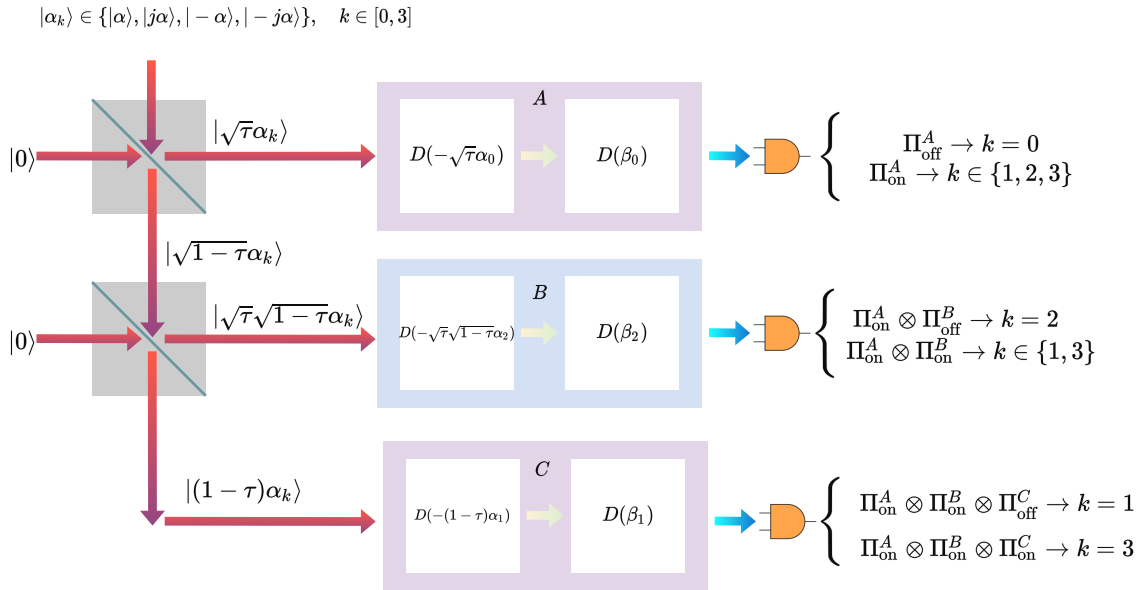 |α_k⟩ ∈ {|α⟩, |jα⟩, |−α⟩, |−jα⟩}, k ∈ [0, 3]
|0⟩
|√τα_k⟩
A
D(−√τα_0)
D(β_0)
Π^A_off → k = 0
Π^A_on → k ∈ {1, 2, 3}
|√(1−τ)α_k⟩
|0⟩
|√τ√(1−τ)α_k⟩
B
D(−√τ√(1−τ)α_2)
D(β_2)
Π^A_on ⊗ Π^B_off → k = 2
Π^A_on ⊗ Π^B_on → k ∈ {1, 3}
|(1 − τ)α_k⟩
C
D(−(1 − τ)α_1)
D(β_1)
Π^A_on ⊗ Π^B_on ⊗ Π^C_off → k = 1
Π^A_on ⊗ Π^B_on ⊗ Π^C_on → k = 3